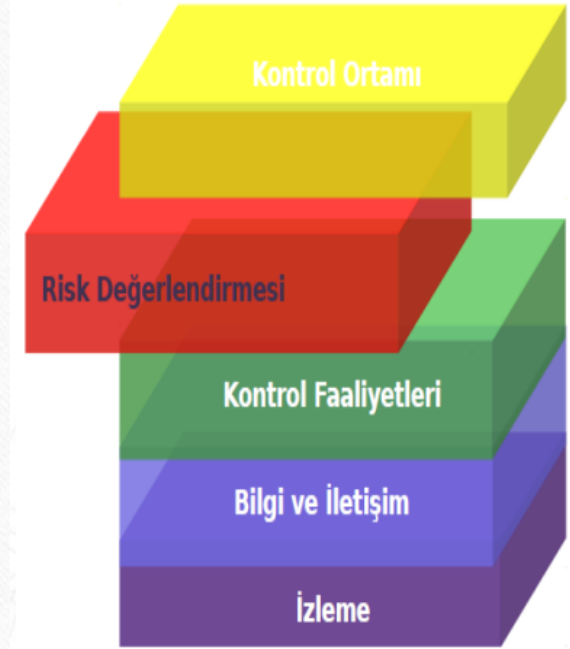 Kontrol Ortamı
Risk Değerlendirmesi
Kontrol Faaliyetleri
Bilgi ve İletişim
İzleme